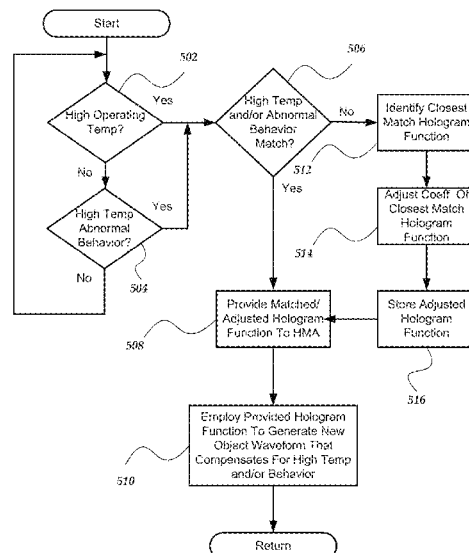 Start
502
High Operating
Temp?
Yes
No
High Temp
Abnormal
Behavior?
Yes
No
504
506
High Temp
and/or Abnormal
Behavior
Match?
No
Yes
Identify Closest
Match Hologram
Function
512
Adjust Coeff. Of
Closest Match
Hologram
Function
514
Store Adjusted
Hologram
Function
516
Provide Matched/
Adjusted Hologram
Function To HMA
508
Employ Provided Hologram
Function To Generate New
Object Waveform That
Compensates For High Temp
and/or Behavior
510
Return